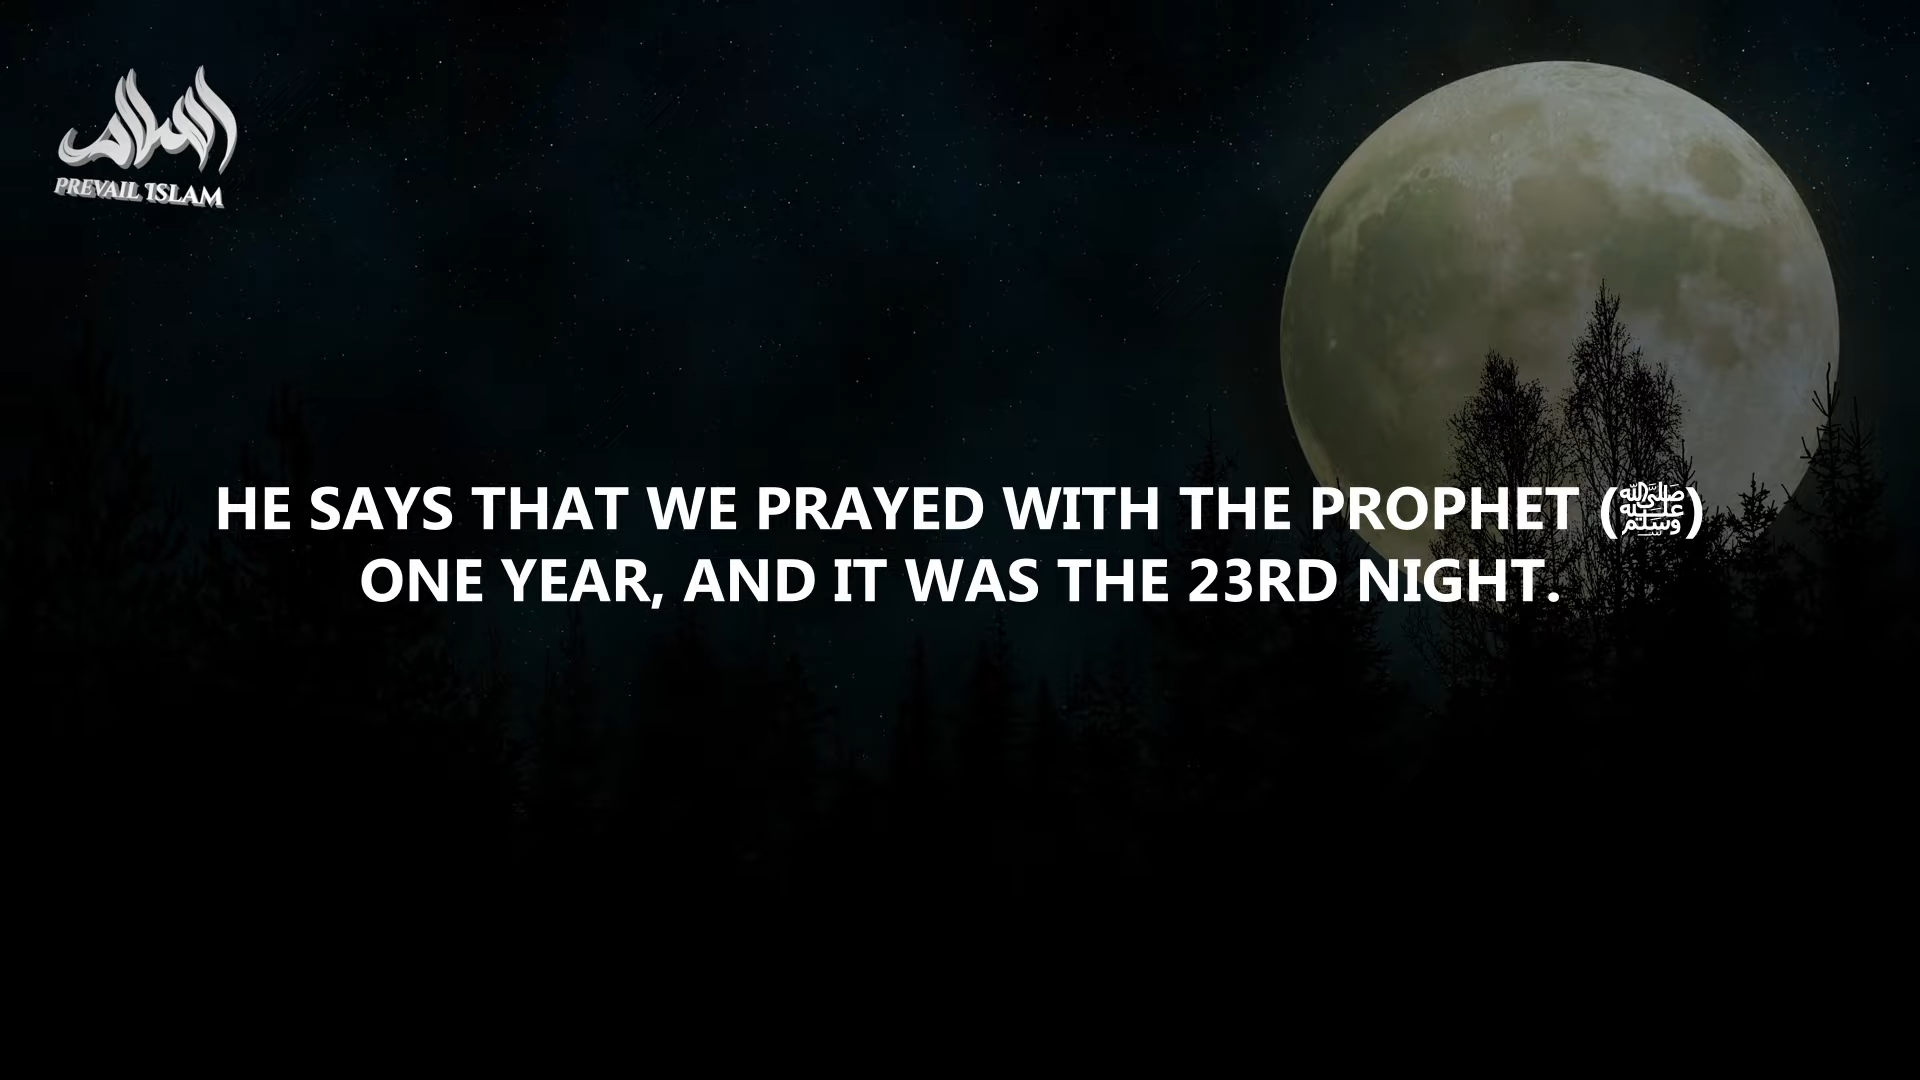 PREVAIL ISLAM
HE SAYS THAT WE PRAYED WITH THE PROPHET (ﷺ)
ONE YEAR, AND IT WAS THE 23RD NIGHT.